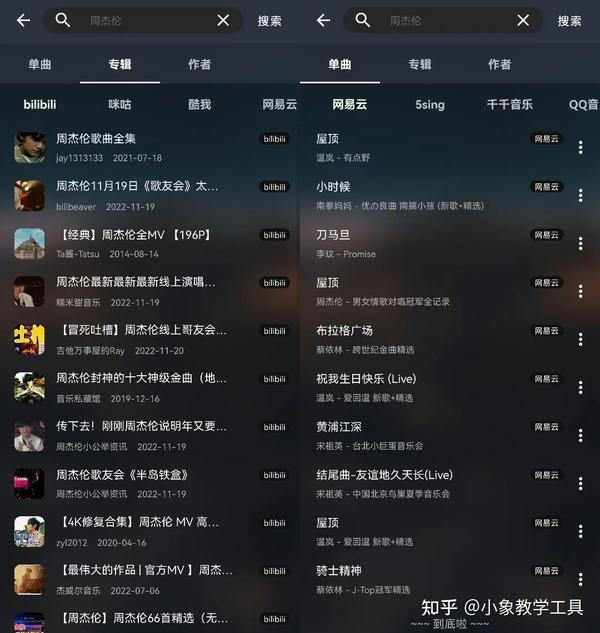 周杰伦
搜索
单曲
专辑
作者
bilibili
咪咕
酷我
网易云
周杰伦歌曲全集
bilibili
jay1313133 2021-07-18
周杰伦11月19日《歌友会》太...
bilibili
bilibeaver 2022-11-19
【经典】周杰伦全MV 【196P】
bilibili
Ta酱-Tatsu 2014-08-14
周杰伦最新最新最新线上演唱...
bilibili
糯米甜音乐 2022-11-19
【冒死吐槽】周杰伦线上哥友会...
bilibili
吉他万事屋的Ray 2022-11-20
周杰伦封神的十大神级金曲（地...
bilibili
音乐私藏馆 2019-12-16
传下去！刚刚周杰伦说明年又要...
bilibili
周杰伦小公举资讯 2022-11-19
周杰伦歌友会《半岛铁盒》
bilibili
周杰伦小公举资讯 2022-11-19
【4K修复合集】周杰伦 MV 高...
bilibili
zyl2012 2020-04-16
【最伟大的作品 | 官方MV 】周杰...
bilibili
杰威尔音乐 2022-07-06
【周杰伦】周杰伦66首精选（无...
bilibili
周杰伦
搜索
单曲
专辑
作者
网易云
5sing
千千音乐
QQ音
屋顶
网易云
温岚 - 有点野
小时候
网易云
南拳妈妈 - 优の良曲 南搞小孩 (新歌+精选)
刀马旦
网易云
李玟 - Promise
屋顶
网易云
周杰伦 - 男女情歌对唱冠军全记录
布拉格广场
网易云
蔡依林 - 跨世纪金曲精选
祝我生日快乐 (Live)
网易云
温岚 - 爱回温 新歌+精选
黄浦江深
网易云
宋祖英 - 台北小巨蛋音乐会
结尾曲-友谊地久天长(Live)
网易云
宋祖英 - 中国北京鸟巢夏季音乐会
屋顶
网易云
温岚 - 爱回温 新歌+精选
骑士精神
网易云
蔡依林 - J-Top冠军精选
~~~ 到底啦 ~~~
知乎 @小象教学工具